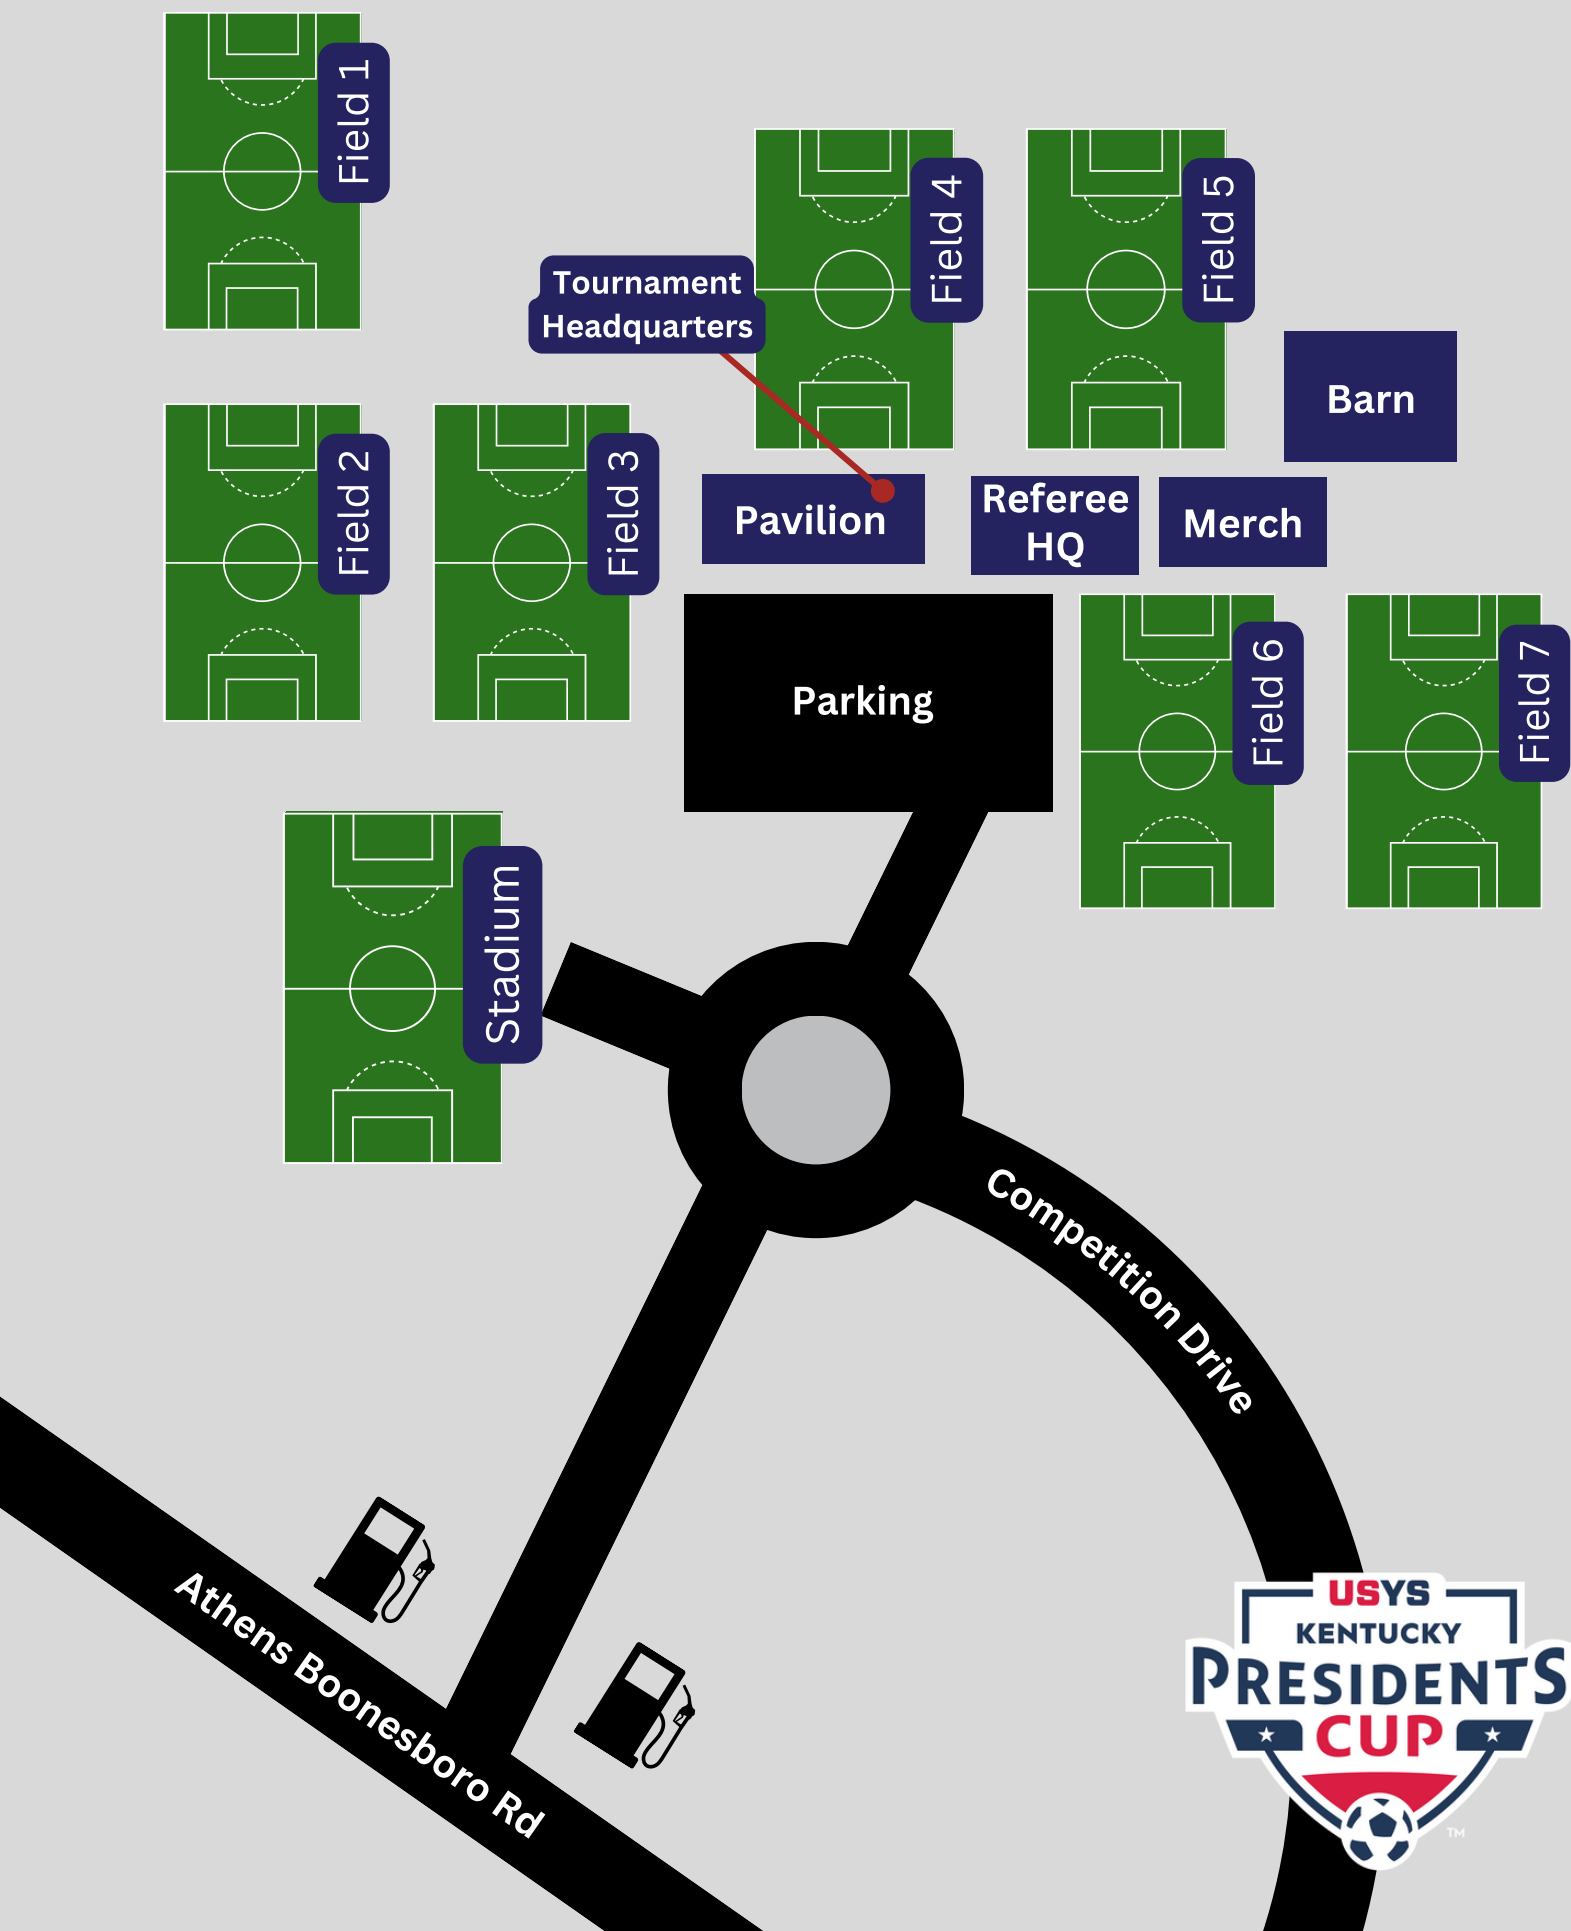 Field 1
Field 4
Field 5
Tournament
Headquarters
Barn
Field 2
Field 3
Pavilion
Referee
HQ
Merch
Parking
Field 6
Field 7
Stadium
Competition Drive
Athens Boonesboro Rd
USYS
KENTUCKY
PRESIDENTS
CUP
TM